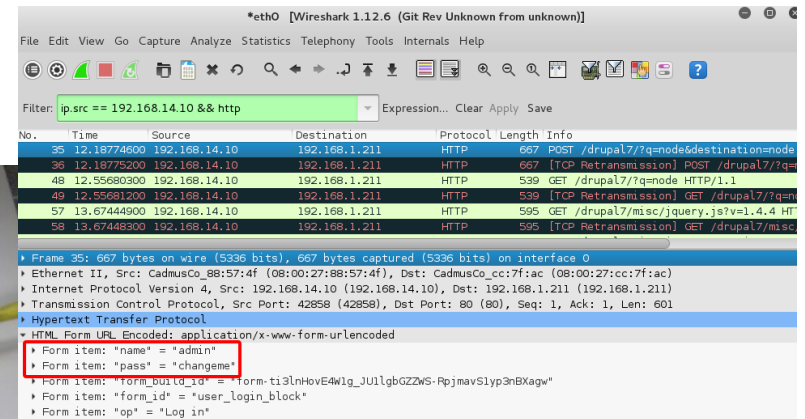 *eth0 [Wireshark 1.12.6 (Git Rev Unknown from unknown)]
File Edit View Go Capture Analyze Statistics Telephony Tools Internals Help
Filter: ip.src == 192.168.14.10 && http Expression... Clear Apply Save
No. Time Source Destination Protocol Length Info
35 12.18774600 192.168.14.10 192.168.1.211 HTTP 667 POST /drupal7/?q=node&destination=node
36 12.18775200 192.168.14.10 192.168.1.211 HTTP 667 [TCP Retransmission] POST /drupal7/?q=n
48 12.55680300 192.168.14.10 192.168.1.211 HTTP 539 GET /drupal7/?q=node HTTP/1.1
49 12.55681200 192.168.14.10 192.168.1.211 HTTP 539 [TCP Retransmission] GET /drupal7/?q=no
57 13.67444900 192.168.14.10 192.168.1.211 HTTP 595 GET /drupal7/misc/jquery.js?v=1.4.4 HTT
58 13.67448300 192.168.14.10 192.168.1.211 HTTP 595 [TCP Retransmission] GET /drupal7/misc/
Frame 35: 667 bytes on wire (5336 bits), 667 bytes captured (5336 bits) on interface 0
Ethernet II, Src: CadmusCo_88:57:4f (08:00:27:88:57:4f), Dst: CadmusCo_cc:7f:ac (08:00:27:cc:7f:ac)
Internet Protocol Version 4, Src: 192.168.14.10 (192.168.14.10), Dst: 192.168.1.211 (192.168.1.211)
Transmission Control Protocol, Src Port: 42858 (42858), Dst Port: 80 (80), Seq: 1, Ack: 1, Len: 601
Hypertext Transfer Protocol
HTML Form URL Encoded: application/x-www-form-urlencoded
Form item: "name" = "admin"
Form item: "pass" = "changeme"
Form item: "form_build_id" = "form-ti3lnHovE4W1g_JU1lgbGZZWS-RpjmavS1yp3nBXagw"
Form item: "form_id" = "user_login_block"
Form item: "op" = "Log in"